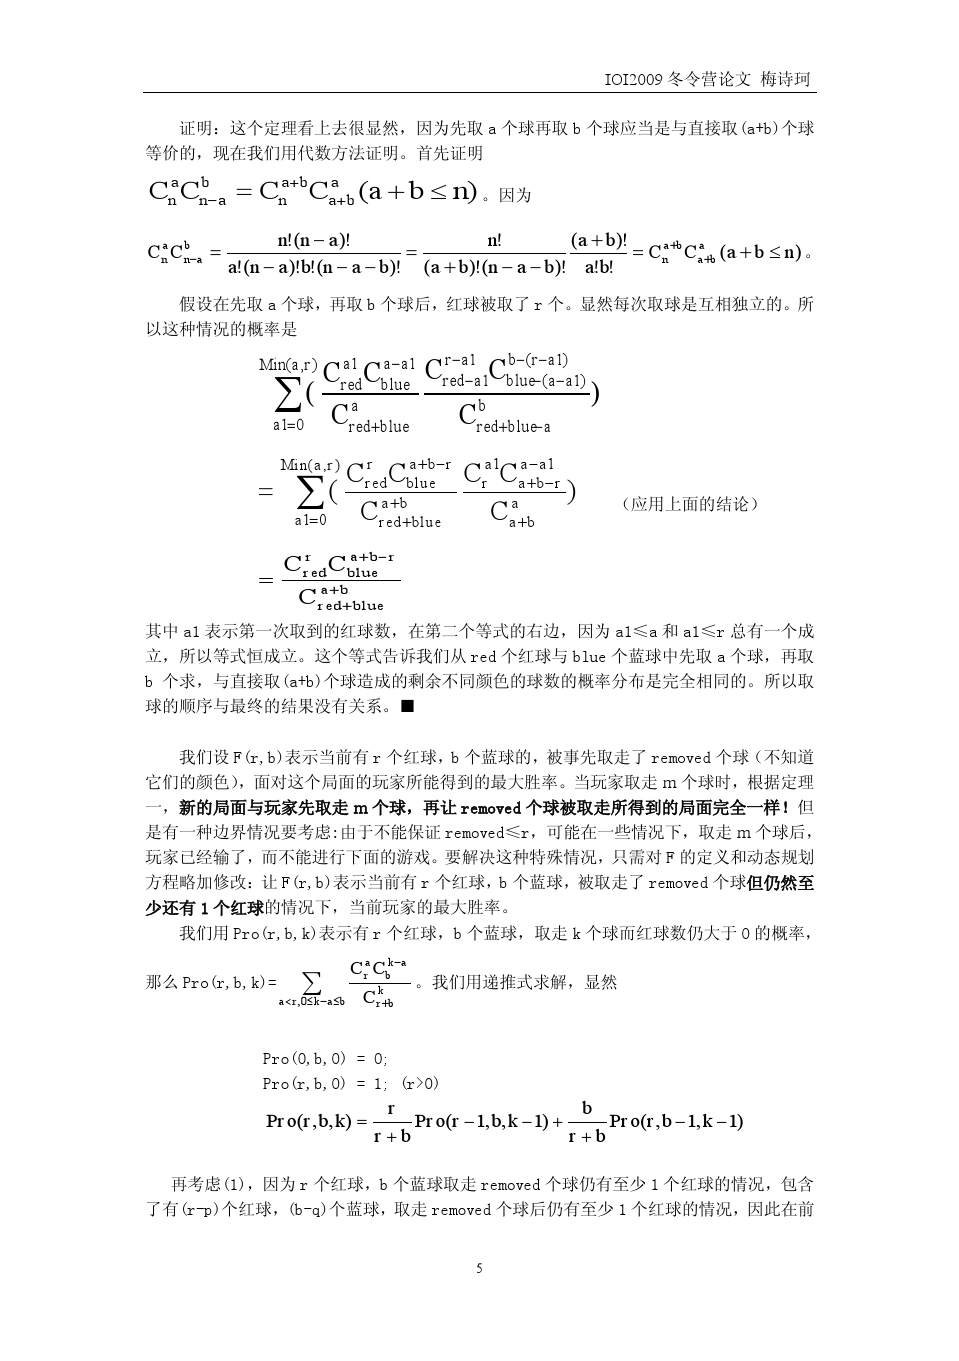 IOI2009 冬令营论文 梅诗珂
证明：这个定理看上去很显然，因为先取 a 个球再取 b 个球应当是与直接取(a+b)个球
等价的，现在我们用代数方法证明。首先证明
C_n^a C_{n−a}^b = C_n^{a+b} C_{a+b}^a (a + b ≤ n) 。因为
C_n^a C_{n−a}^b = n!(n − a)! / a!(n − a)!b!(n − a − b)! = n! / (a + b)!(n − a − b)! (a + b)! / a!b! = C_n^{a+b} C_{a+b}^a (a + b ≤ n) 。
假设在先取 a 个球，再取 b 个球后，红球被取了 r 个。显然每次取球是互相独立的。所
以这种情况的概率是
∑_{a1=0}^{Min(a,r)} ( C_{red}^{a1} C_{blue}^{a−a1} / C_{red+blue}^a C_{red−a1}^{r−a1} C_{blue−(a−a1)}^{b−(r−a1)} / C_{red+blue−a}^b )
= ∑_{a1=0}^{Min(a,r)} ( C_{red}^r C_{blue}^{a+b−r} / C_{red+blue}^{a+b} C_r^{a1} C_{a+b−r}^{a−a1} / C_{a+b}^a ) （应用上面的结论）
= C_{red}^r C_{blue}^{a+b−r} / C_{red+blue}^{a+b}
其中 a1 表示第一次取到的红球数，在第二个等式的右边，因为 a1≤a 和 a1≤r 总有一个成
立，所以等式恒成立。这个等式告诉我们从 red 个红球与 blue 个蓝球中先取 a 个球，再取
b 个求，与直接取(a+b)个球造成的剩余不同颜色的球数的概率分布是完全相同的。所以取
球的顺序与最终的结果没有关系。■
我们设 F(r,b)表示当前有 r 个红球，b 个蓝球的，被事先取走了 removed 个球（不知道
它们的颜色），面对这个局面的玩家所能得到的最大胜率。当玩家取走 m 个球时，根据定理
一，新的局面与玩家先取走 m 个球，再让 removed 个球被取走所得到的局面完全一样！但
是有一种边界情况要考虑:由于不能保证 removed≤r，可能在一些情况下，取走 m 个球后，
玩家已经输了，而不能进行下面的游戏。要解决这种特殊情况，只需对 F 的定义和动态规划
方程略加修改：让 F(r,b)表示当前有 r 个红球，b 个蓝球，被取走了 removed 个球但仍然至
少还有 1 个红球的情况下，当前玩家的最大胜率。
我们用 Pro(r,b,k)表示有 r 个红球，b 个蓝球，取走 k 个球而红球数仍大于 0 的概率，
那么 Pro(r,b,k)= ∑_{a<r,0≤k−a≤b} C_r^a C_b^{k−a} / C_{r+b}^k 。我们用递推式求解，显然
Pro(0,b,0) = 0;
Pro(r,b,0) = 1; (r>0)
Pro(r,b,k) = r / r + b Pro(r − 1,b,k − 1) + b / r + b Pro(r,b − 1,k − 1)
再考虑(1)，因为 r 个红球，b 个蓝球取走 removed 个球仍有至少 1 个红球的情况，包含
了有(r-p)个红球，(b-q)个蓝球，取走 removed 个球后仍有至少 1 个红球的情况，因此在前
5